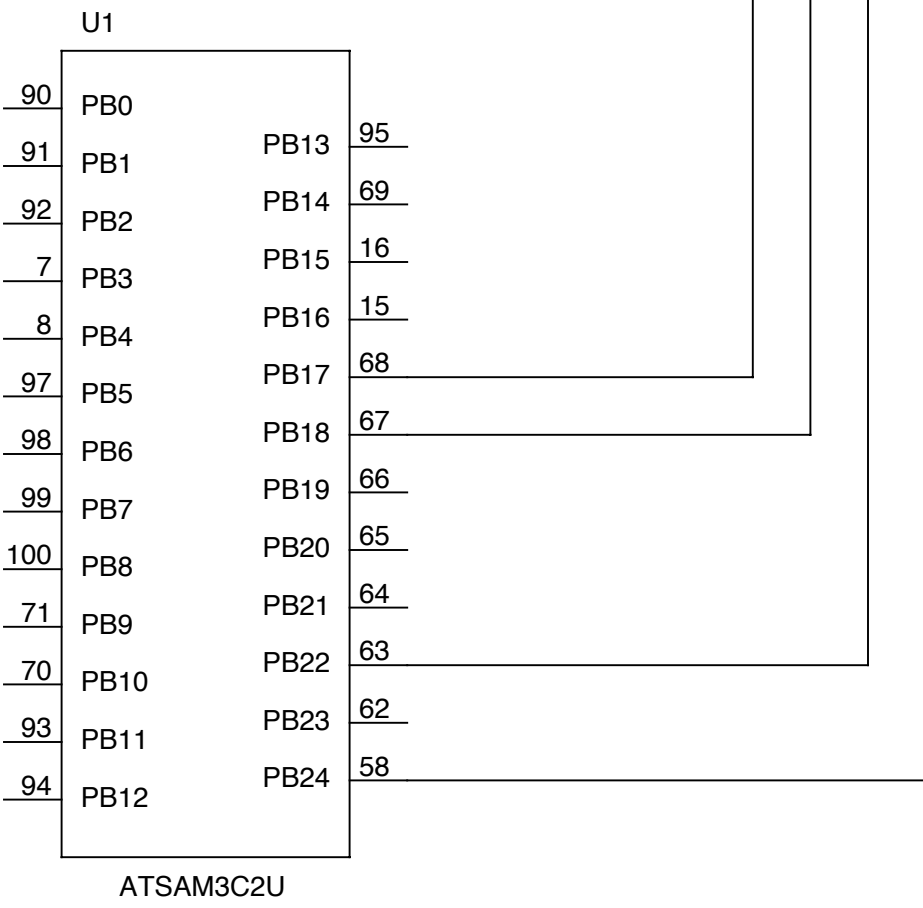 U1
90 PB0
PB13 95
91 PB1
PB14 69
92 PB2
PB15 16
7 PB3
PB16 15
8 PB4
PB17 68
97 PB5
PB18 67
98 PB6
PB19 66
99 PB7
PB20 65
100 PB8
PB21 64
71 PB9
PB22 63
70 PB10
PB23 62
93 PB11
PB24 58
94 PB12
ATSAM3C2U